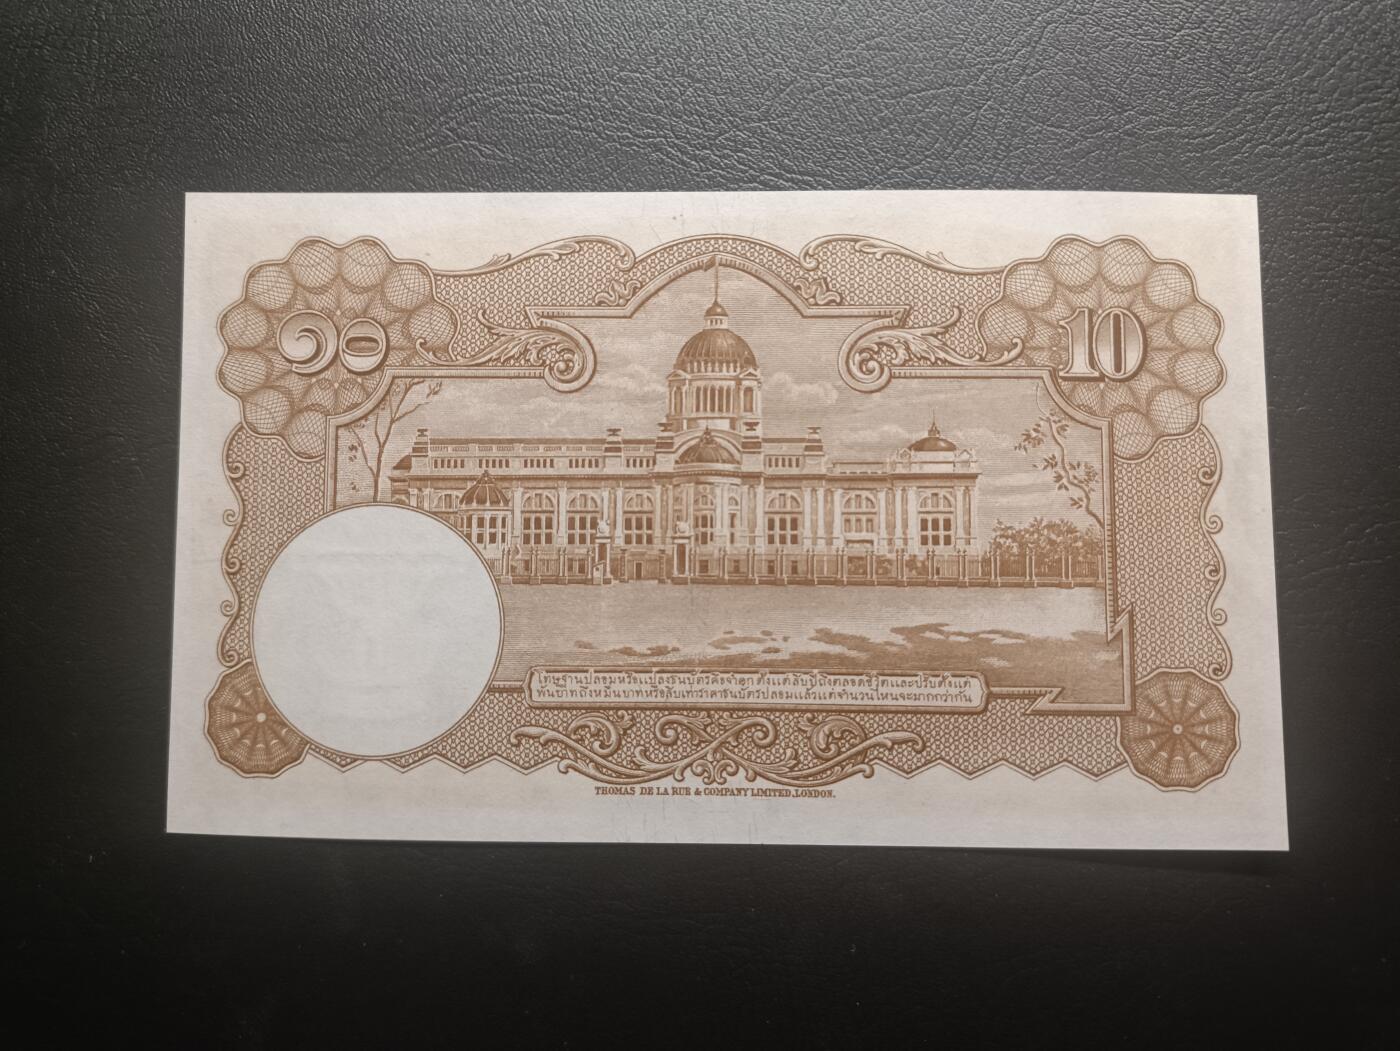 ๑๐
10
โทษฐานปลอมหรือแปลงธนบัตร์คือจำคุก ตั้งแต่สิบปีถึงตลอดชีวิตและปรับตั้งแต่
พันบาทถึงหมื่นบาทหรือสิบเท่าราคาธนบัตรปลอมแล้วแต่จำนวนไหนจะมากกว่ากัน
THOMAS DE LA RUE & COMPANY LIMITED, LONDON.